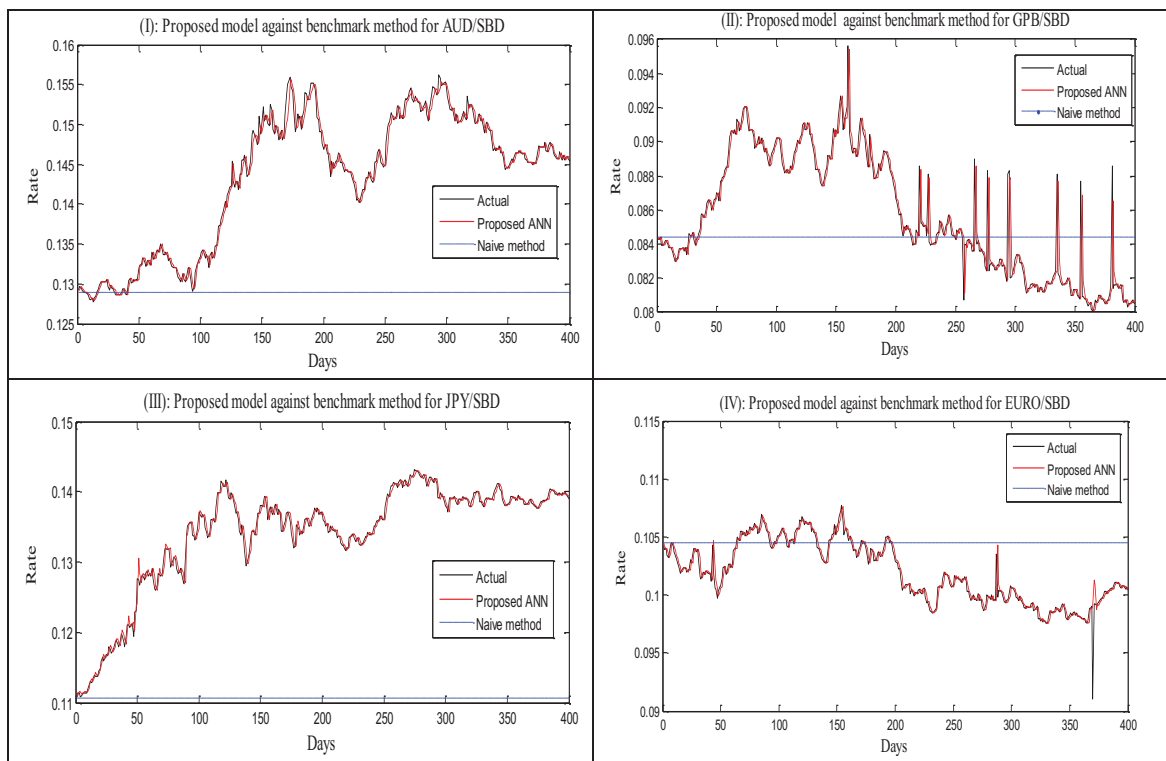 (I): Proposed model against benchmark method for AUD/SBD
0.16
0.155
0.15
0.145
0.14
0.135
0.13
0.125
Rate
Actual
Proposed ANN
Naive method
0 50 100 150 200 250 300 350 400
Days
(II): Proposed model against benchmark method for GPB/SBD
0.096
0.094
0.092
0.09
0.088
0.086
0.084
0.082
0.08
Rate
Actual
Proposed ANN
Naive method
0 50 100 150 200 250 300 350 400
Days
(III): Proposed model against benchmark method for JPY/SBD
0.15
0.14
0.13
0.12
0.11
Rate
Actual
Proposed ANN
Naive method
0 50 100 150 200 250 300 350 400
Days
(IV): Proposed model against benchmark method for EURO/SBD
0.115
0.11
0.105
0.1
0.095
0.09
Rate
Actual
Proposed ANN
Naive method
0 50 100 150 200 250 300 350 400
Days